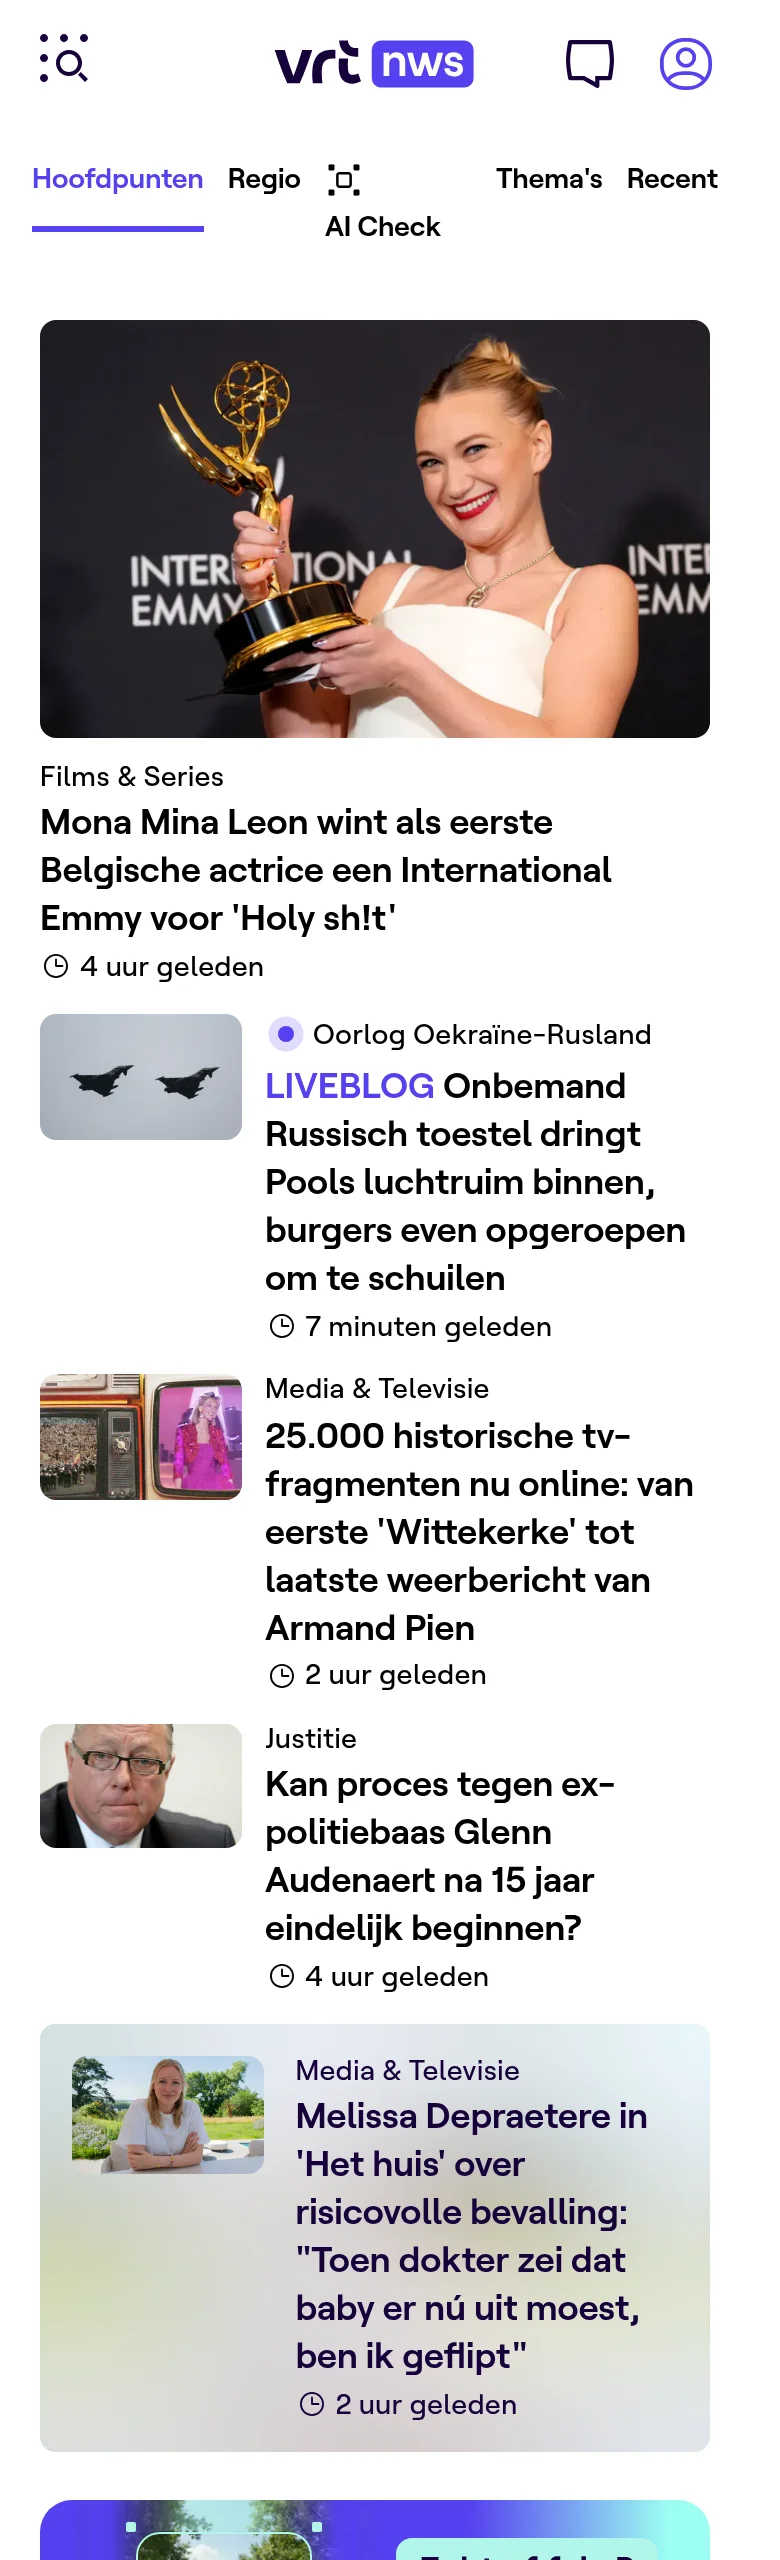 vrt nws
Hoofdpunten
Regio
AI Check
Thema's
Recent
INTERNATIONAL
EMMY
INTE
EMM
Films & Series
Mona Mina Leon wint als eerste
Belgische actrice een International
Emmy voor 'Holy sh!t'
4 uur geleden
Oorlog Oekraïne-Rusland
LIVEBLOG Onbemand
Russisch toestel dringt
Pools luchtruim binnen,
burgers even opgeroepen
om te schuilen
7 minuten geleden
Media & Televisie
25.000 historische tv-
fragmenten nu online: van
eerste 'Wittekerke' tot
laatste weerbericht van
Armand Pien
2 uur geleden
Justitie
Kan proces tegen ex-
politiebaas Glenn
Audenaert na 15 jaar
eindelijk beginnen?
4 uur geleden
Media & Televisie
Melissa Depraetere in
'Het huis' over
risicovolle bevalling:
"Toen dokter zei dat
baby er nú uit moest,
ben ik geflipt"
2 uur geleden